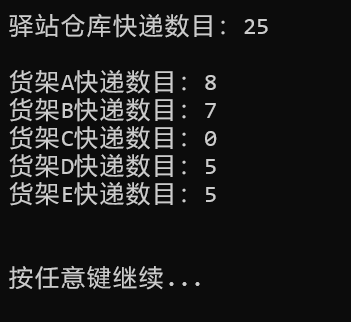 驿站仓库快递数目: 25
货架A快递数目: 8
货架B快递数目: 7
货架C快递数目: 0
货架D快递数目: 5
货架E快递数目: 5
按任意键继续...